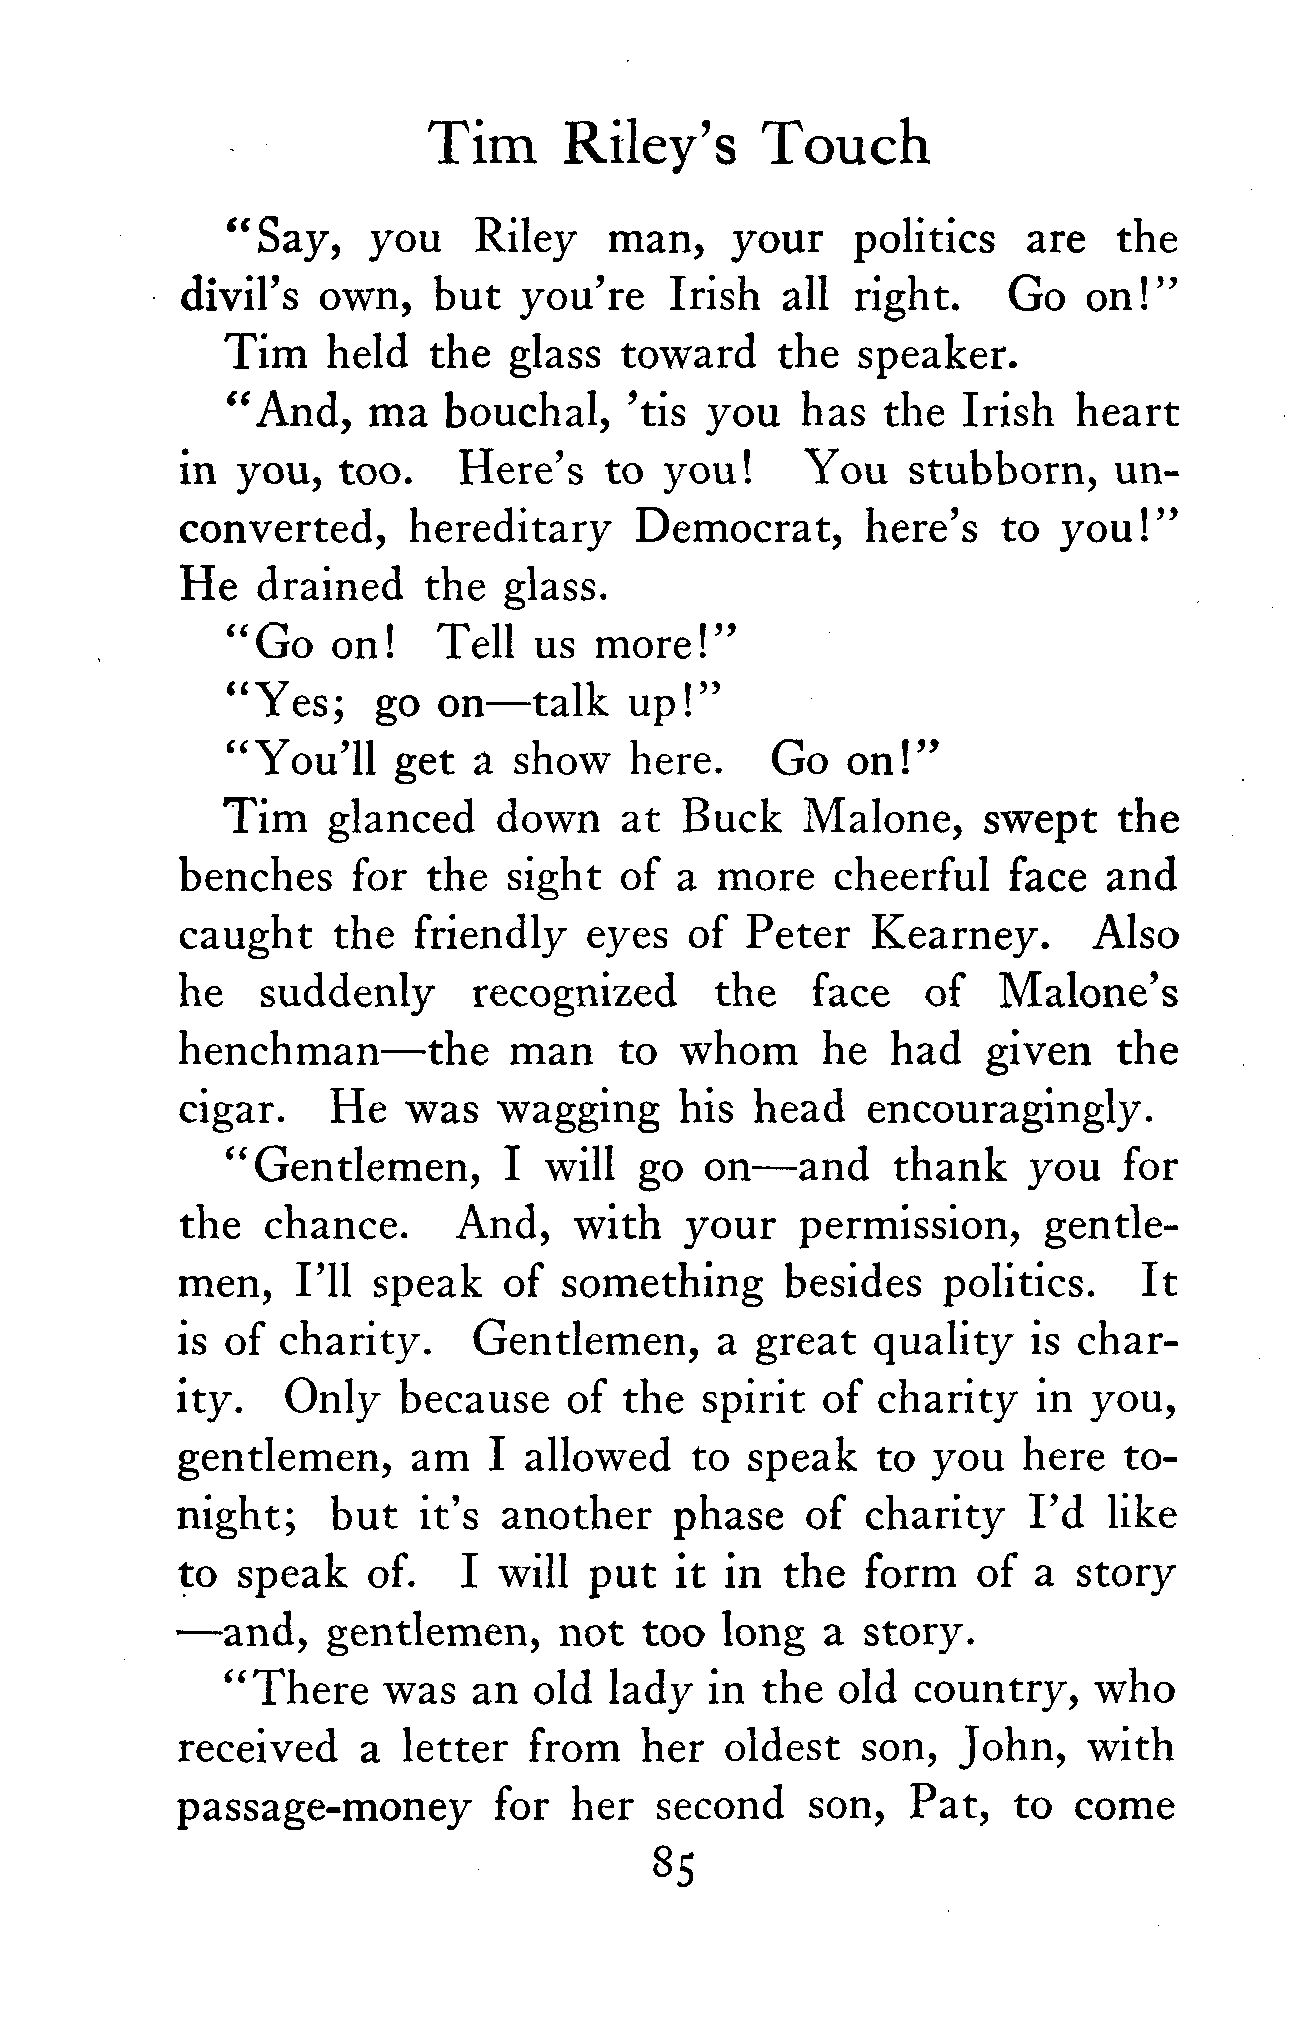 Tim Riley's Touch
"Say, you Riley man, your politics are the
divil's own, but you're Irish all right. Go on!"
Tim held the glass toward the speaker.
"And, ma bouchal, 'tis you has the Irish heart
in you, too. Here's to you! You stubborn, un-
converted, hereditary Democrat, here's to you!"
He drained the glass.
"Go on! Tell us more!"
"Yes; go on—talk up!"
"You'll get a show here. Go on!"
Tim glanced down at Buck Malone, swept the
benches for the sight of a more cheerful face and
caught the friendly eyes of Peter Kearney. Also
he suddenly recognized the face of Malone's
henchman—the man to whom he had given the
cigar. He was wagging his head encouragingly.
"Gentlemen, I will go on—and thank you for
the chance. And, with your permission, gentle-
men, I'll speak of something besides politics. It
is of charity. Gentlemen, a great quality is char-
ity. Only because of the spirit of charity in you,
gentlemen, am I allowed to speak to you here to-
night; but it's another phase of charity I'd like
to speak of. I will put it in the form of a story
—and, gentlemen, not too long a story.
"There was an old lady in the old country, who
received a letter from her oldest son, John, with
passage-money for her second son, Pat, to come
85